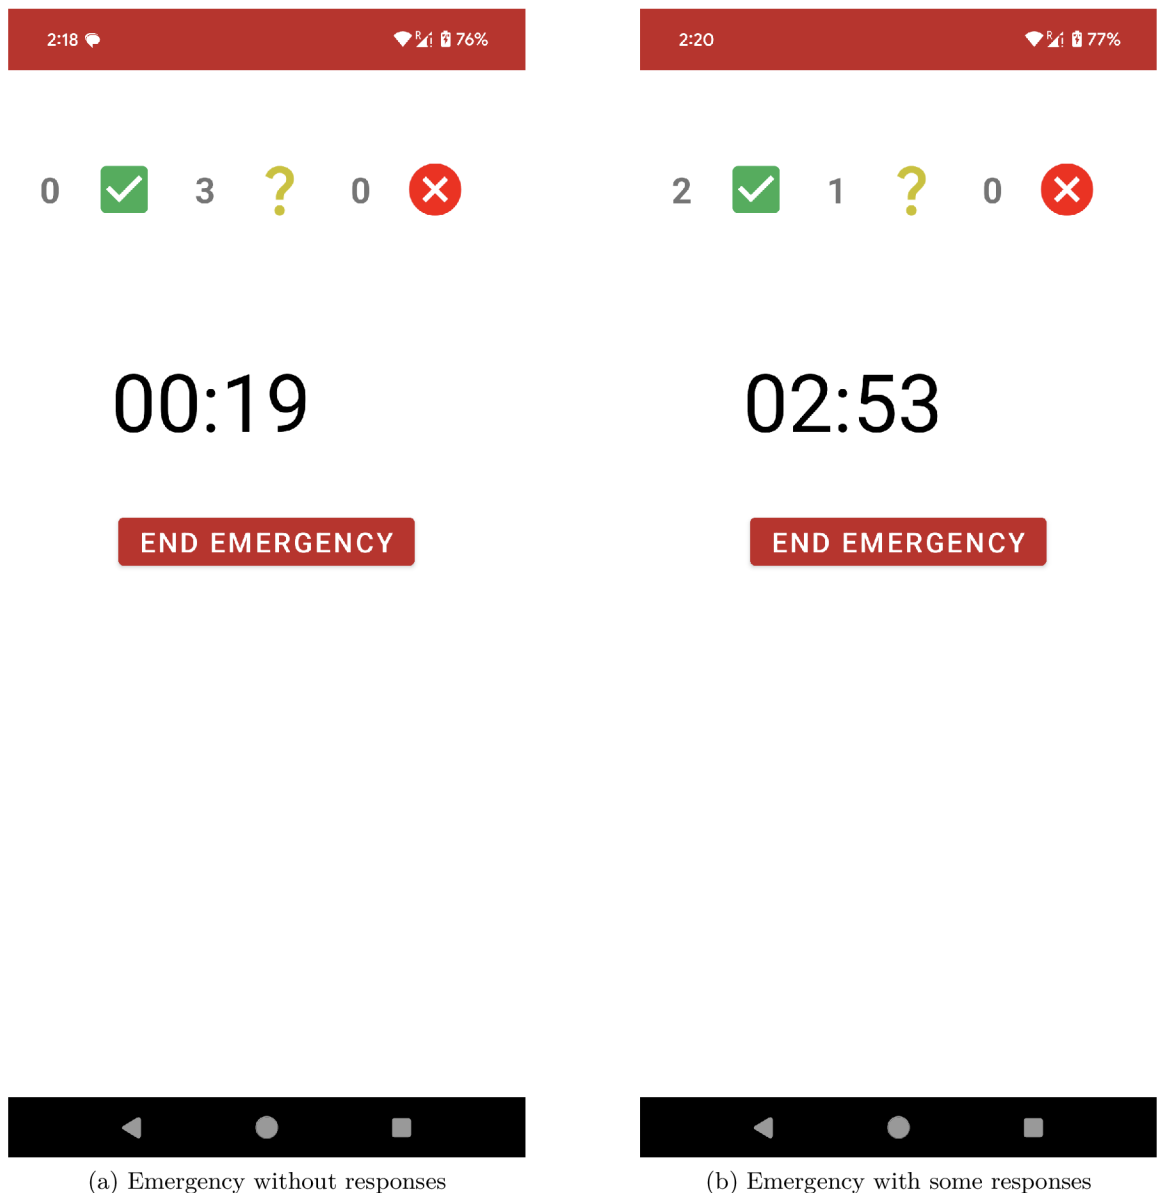 2:18 76%
0 3 ? 0
00:19
END EMERGENCY
(a) Emergency without responses
2:20 77%
2 1 ? 0
02:53
END EMERGENCY
(b) Emergency with some responses